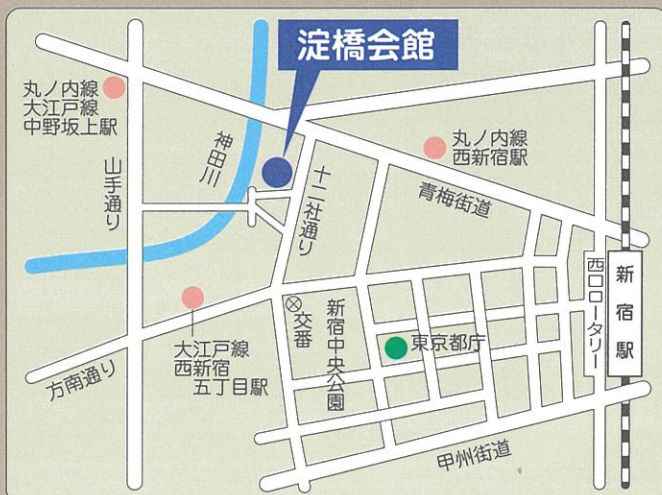 淀橋会館
丸ノ内線
大江戸線
中野坂上駅
神田川
山手通り
十二社通り
丸ノ内線
西新宿駅
青梅街道
西口ロータリー
新宿駅
交番
新宿中央公園
東京都庁
大江戸線
西新宿
五丁目駅
方南通り
甲州街道